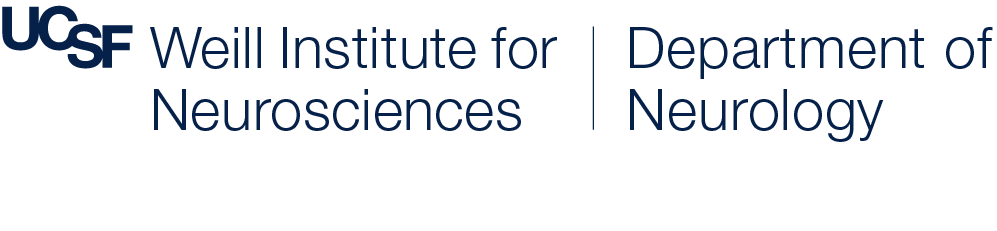 UCSF Weill Institute for
Neurosciences
Department of
Neurology